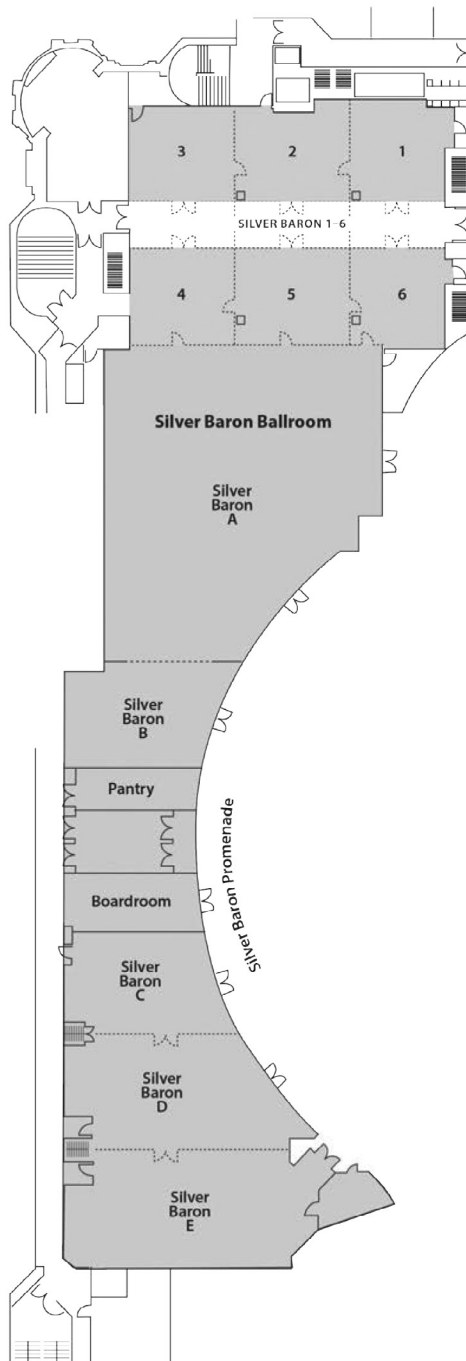 3
2
1
SILVER BARON 1–6
4
5
6
Silver Baron Ballroom
Silver
Baron
A
Silver
Baron
B
Pantry
Silver Baron Promenade
Boardroom
Silver
Baron
C
Silver
Baron
D
Silver
Baron
E